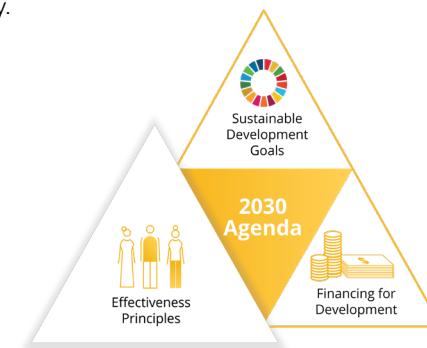 y.
Sustainable
Development
Goals
2030
Agenda
Effectiveness
Principles
Financing for
Development
$